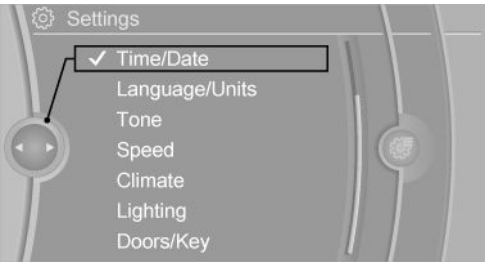 Settings
Time/Date
Language/Units
Tone
Speed
Climate
Lighting
Doors/Key